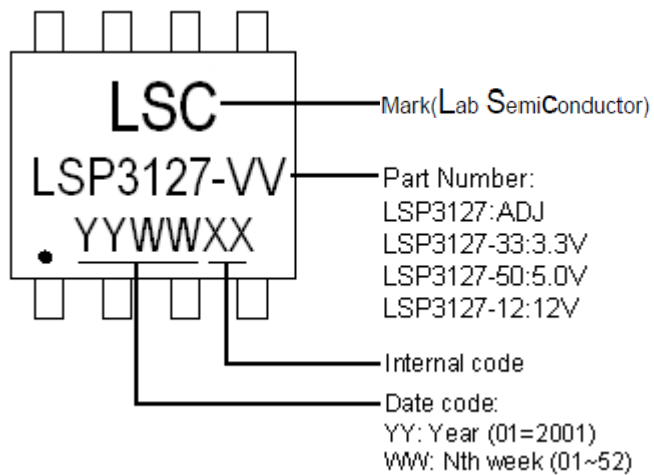 LSC
LSP3127-VV
YYWWXX
Mark(Lab SemiConductor)
Part Number:
LSP3127:ADJ
LSP3127-33:3.3V
LSP3127-50:5.0V
LSP3127-12:12V
Internal code
Date code:
YY: Year (01=2001)
WW: Nth week (01~52)